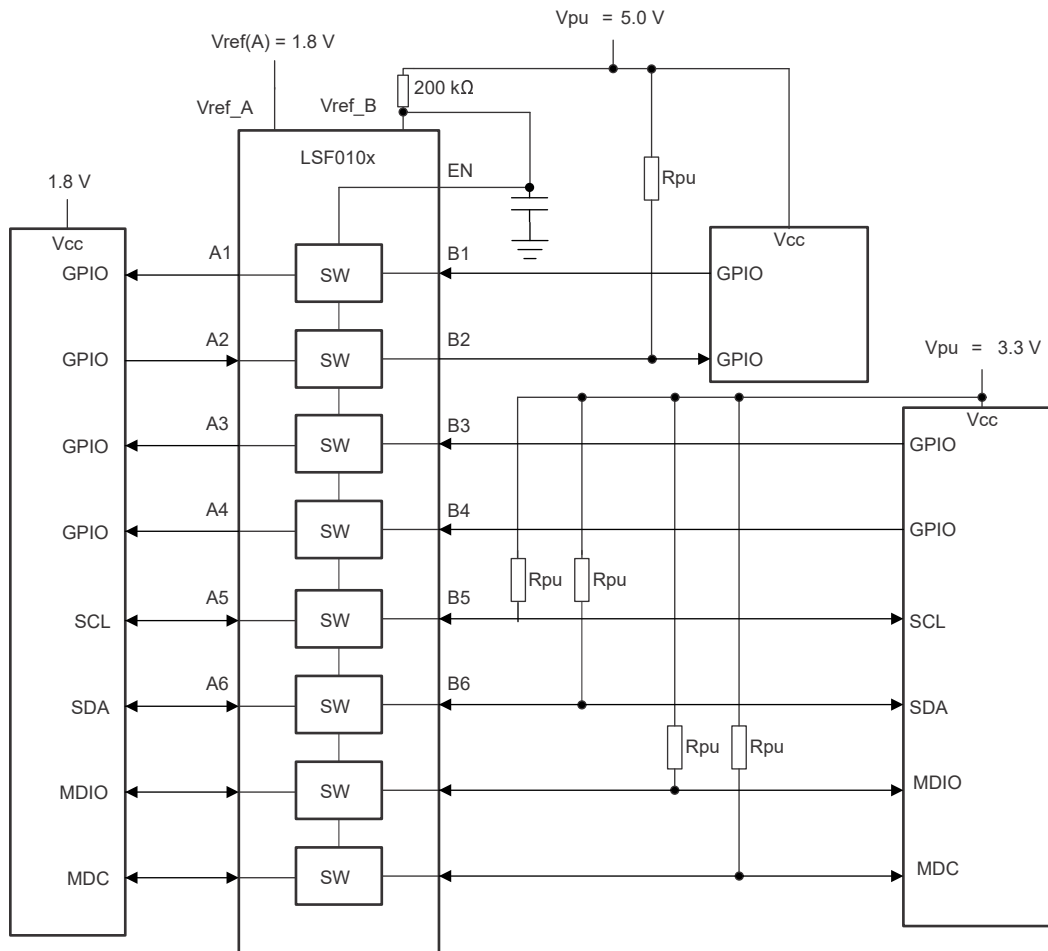 Vpu = 5.0 V
Vref(A) = 1.8 V
200 kΩ
Vref_A
Vref_B
LSF010x
EN
Rpu
1.8 V
Vcc
Vcc
GPIO
A1
SW
B1
GPIO
GPIO
A2
SW
B2
GPIO
Vpu = 3.3 V
Vcc
GPIO
A3
SW
B3
GPIO
GPIO
A4
SW
B4
GPIO
Rpu
Rpu
SCL
A5
SW
B5
SCL
SDA
A6
SW
B6
SDA
Rpu
Rpu
MDIO
SW
MDIO
MDC
SW
MDC